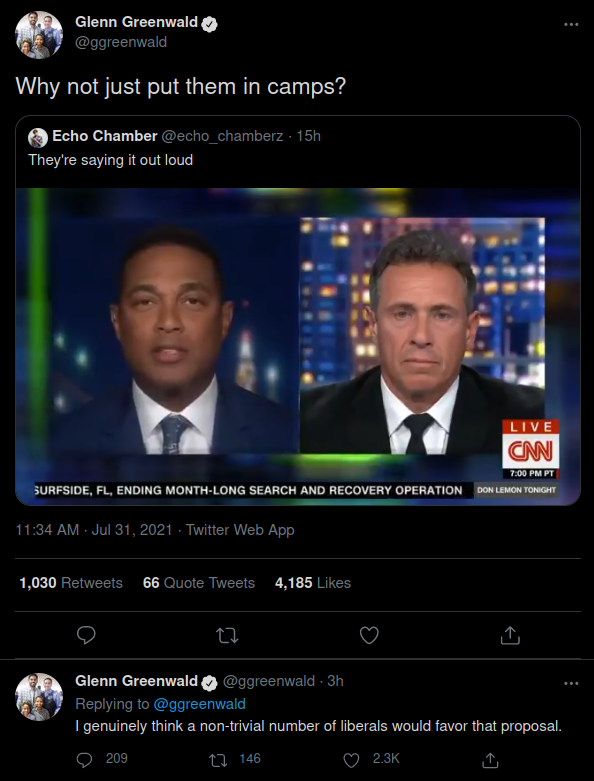 Glenn Greenwald
@ggreenwald
Why not just put them in camps?
Echo Chamber @echo_chamberz · 15h
They're saying it out loud
LIVE
CNN
7:00 PM PT
SURFSIDE, FL, ENDING MONTH-LONG SEARCH AND RECOVERY OPERATION
DON LEMON TONIGHT
11:34 AM · Jul 31, 2021 · Twitter Web App
1,030 Retweets 66 Quote Tweets 4,185 Likes
Glenn Greenwald @ggreenwald · 3h
Replying to @ggreenwald
I genuinely think a non-trivial number of liberals would favor that proposal.
209 146 2.3K